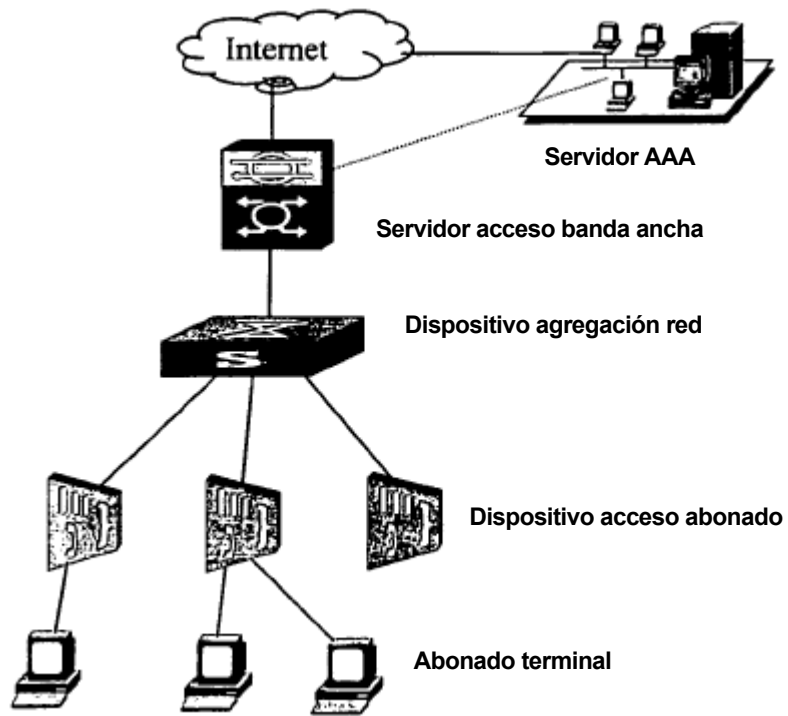 Internet
Servidor AAA
Servidor acceso banda ancha
Dispositivo agregación red
S
Dispositivo acceso abonado
Abonado terminal